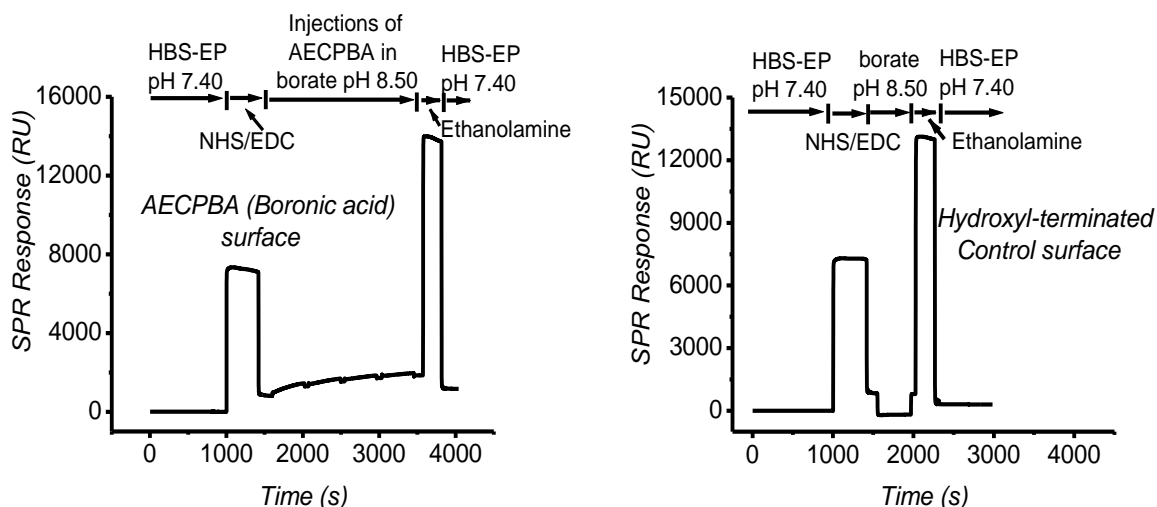 Injections of
AECPBA in
borate pH 8.50
HBS-EP
pH 7.40
HBS-EP
pH 7.40
NHS/EDC
Ethanolamine
AECPBA (Boronic acid)
surface
SPR Response (RU)
16000
12000
8000
4000
0
0 1000 2000 3000 4000
Time (s)
HBS-EP
pH 7.40
borate
pH 8.50
HBS-EP
pH 7.40
NHS/EDC
Ethanolamine
Hydroxyl-terminated
Control surface
SPR Response (RU)
15000
12000
9000
6000
3000
0
0 1000 2000 3000 4000
Time (s)